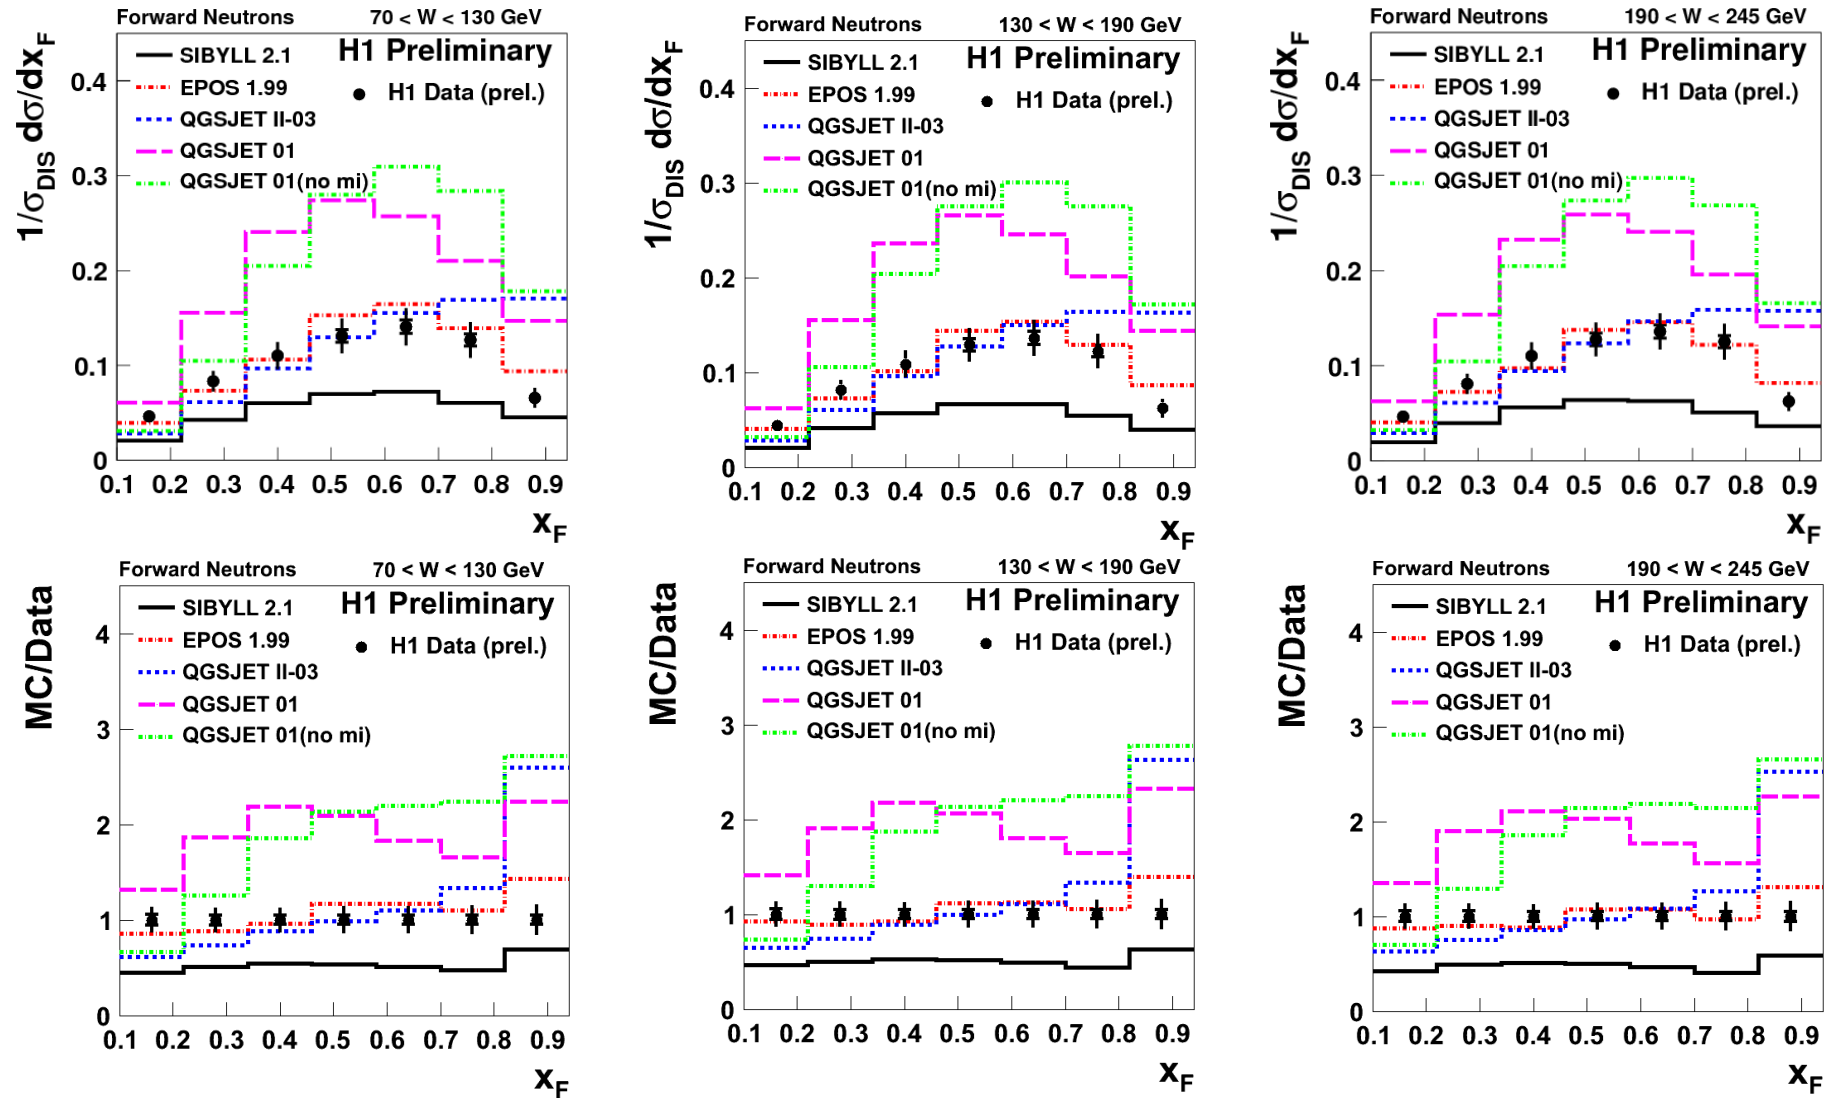 Forward Neutrons 70 < W < 130 GeV
H1 Preliminary
SIBYLL 2.1
EPOS 1.99
H1 Data (prel.)
QGSJET II-03
QGSJET 01
QGSJET 01(no mi)
1/σDIS dσ/dxF
0.4
0.3
0.2
0.1
0
0.1 0.2 0.3 0.4 0.5 0.6 0.7 0.8 0.9
xF
Forward Neutrons 130 < W < 190 GeV
H1 Preliminary
SIBYLL 2.1
EPOS 1.99
H1 Data (prel.)
QGSJET II-03
QGSJET 01
QGSJET 01(no mi)
1/σDIS dσ/dxF
0.4
0.3
0.2
0.1
0
0.1 0.2 0.3 0.4 0.5 0.6 0.7 0.8 0.9
xF
Forward Neutrons 190 < W < 245 GeV
H1 Preliminary
SIBYLL 2.1
EPOS 1.99
H1 Data (prel.)
QGSJET II-03
QGSJET 01
QGSJET 01(no mi)
1/σDIS dσ/dxF
0.4
0.3
0.2
0.1
0
0.1 0.2 0.3 0.4 0.5 0.6 0.7 0.8 0.9
xF
Forward Neutrons 70 < W < 130 GeV
H1 Preliminary
SIBYLL 2.1
EPOS 1.99
H1 Data (prel.)
QGSJET II-03
QGSJET 01
QGSJET 01(no mi)
MC/Data
4
3
2
1
0
0.1 0.2 0.3 0.4 0.5 0.6 0.7 0.8 0.9
xF
Forward Neutrons 130 < W < 190 GeV
H1 Preliminary
SIBYLL 2.1
EPOS 1.99
H1 Data (prel.)
QGSJET II-03
QGSJET 01
QGSJET 01(no mi)
MC/Data
4
3
2
1
0
0.1 0.2 0.3 0.4 0.5 0.6 0.7 0.8 0.9
xF
Forward Neutrons 190 < W < 245 GeV
H1 Preliminary
SIBYLL 2.1
EPOS 1.99
H1 Data (prel.)
QGSJET II-03
QGSJET 01
QGSJET 01(no mi)
MC/Data
4
3
2
1
0
0.1 0.2 0.3 0.4 0.5 0.6 0.7 0.8 0.9
xF